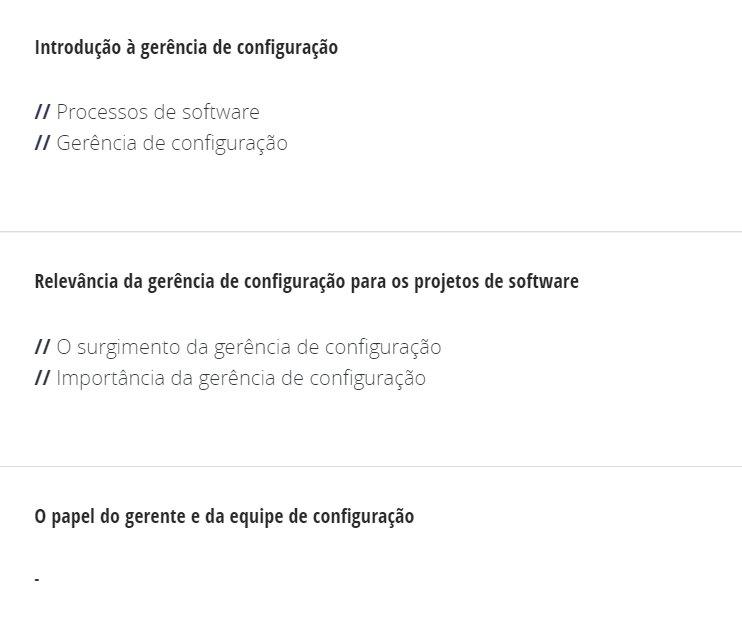 Introdução à gerência de configuração
// Processos de software
// Gerência de configuração
Relevância da gerência de configuração para os projetos de software
// O surgimento da gerência de configuração
// Importância da gerência de configuração
O papel do gerente e da equipe de configuração
-